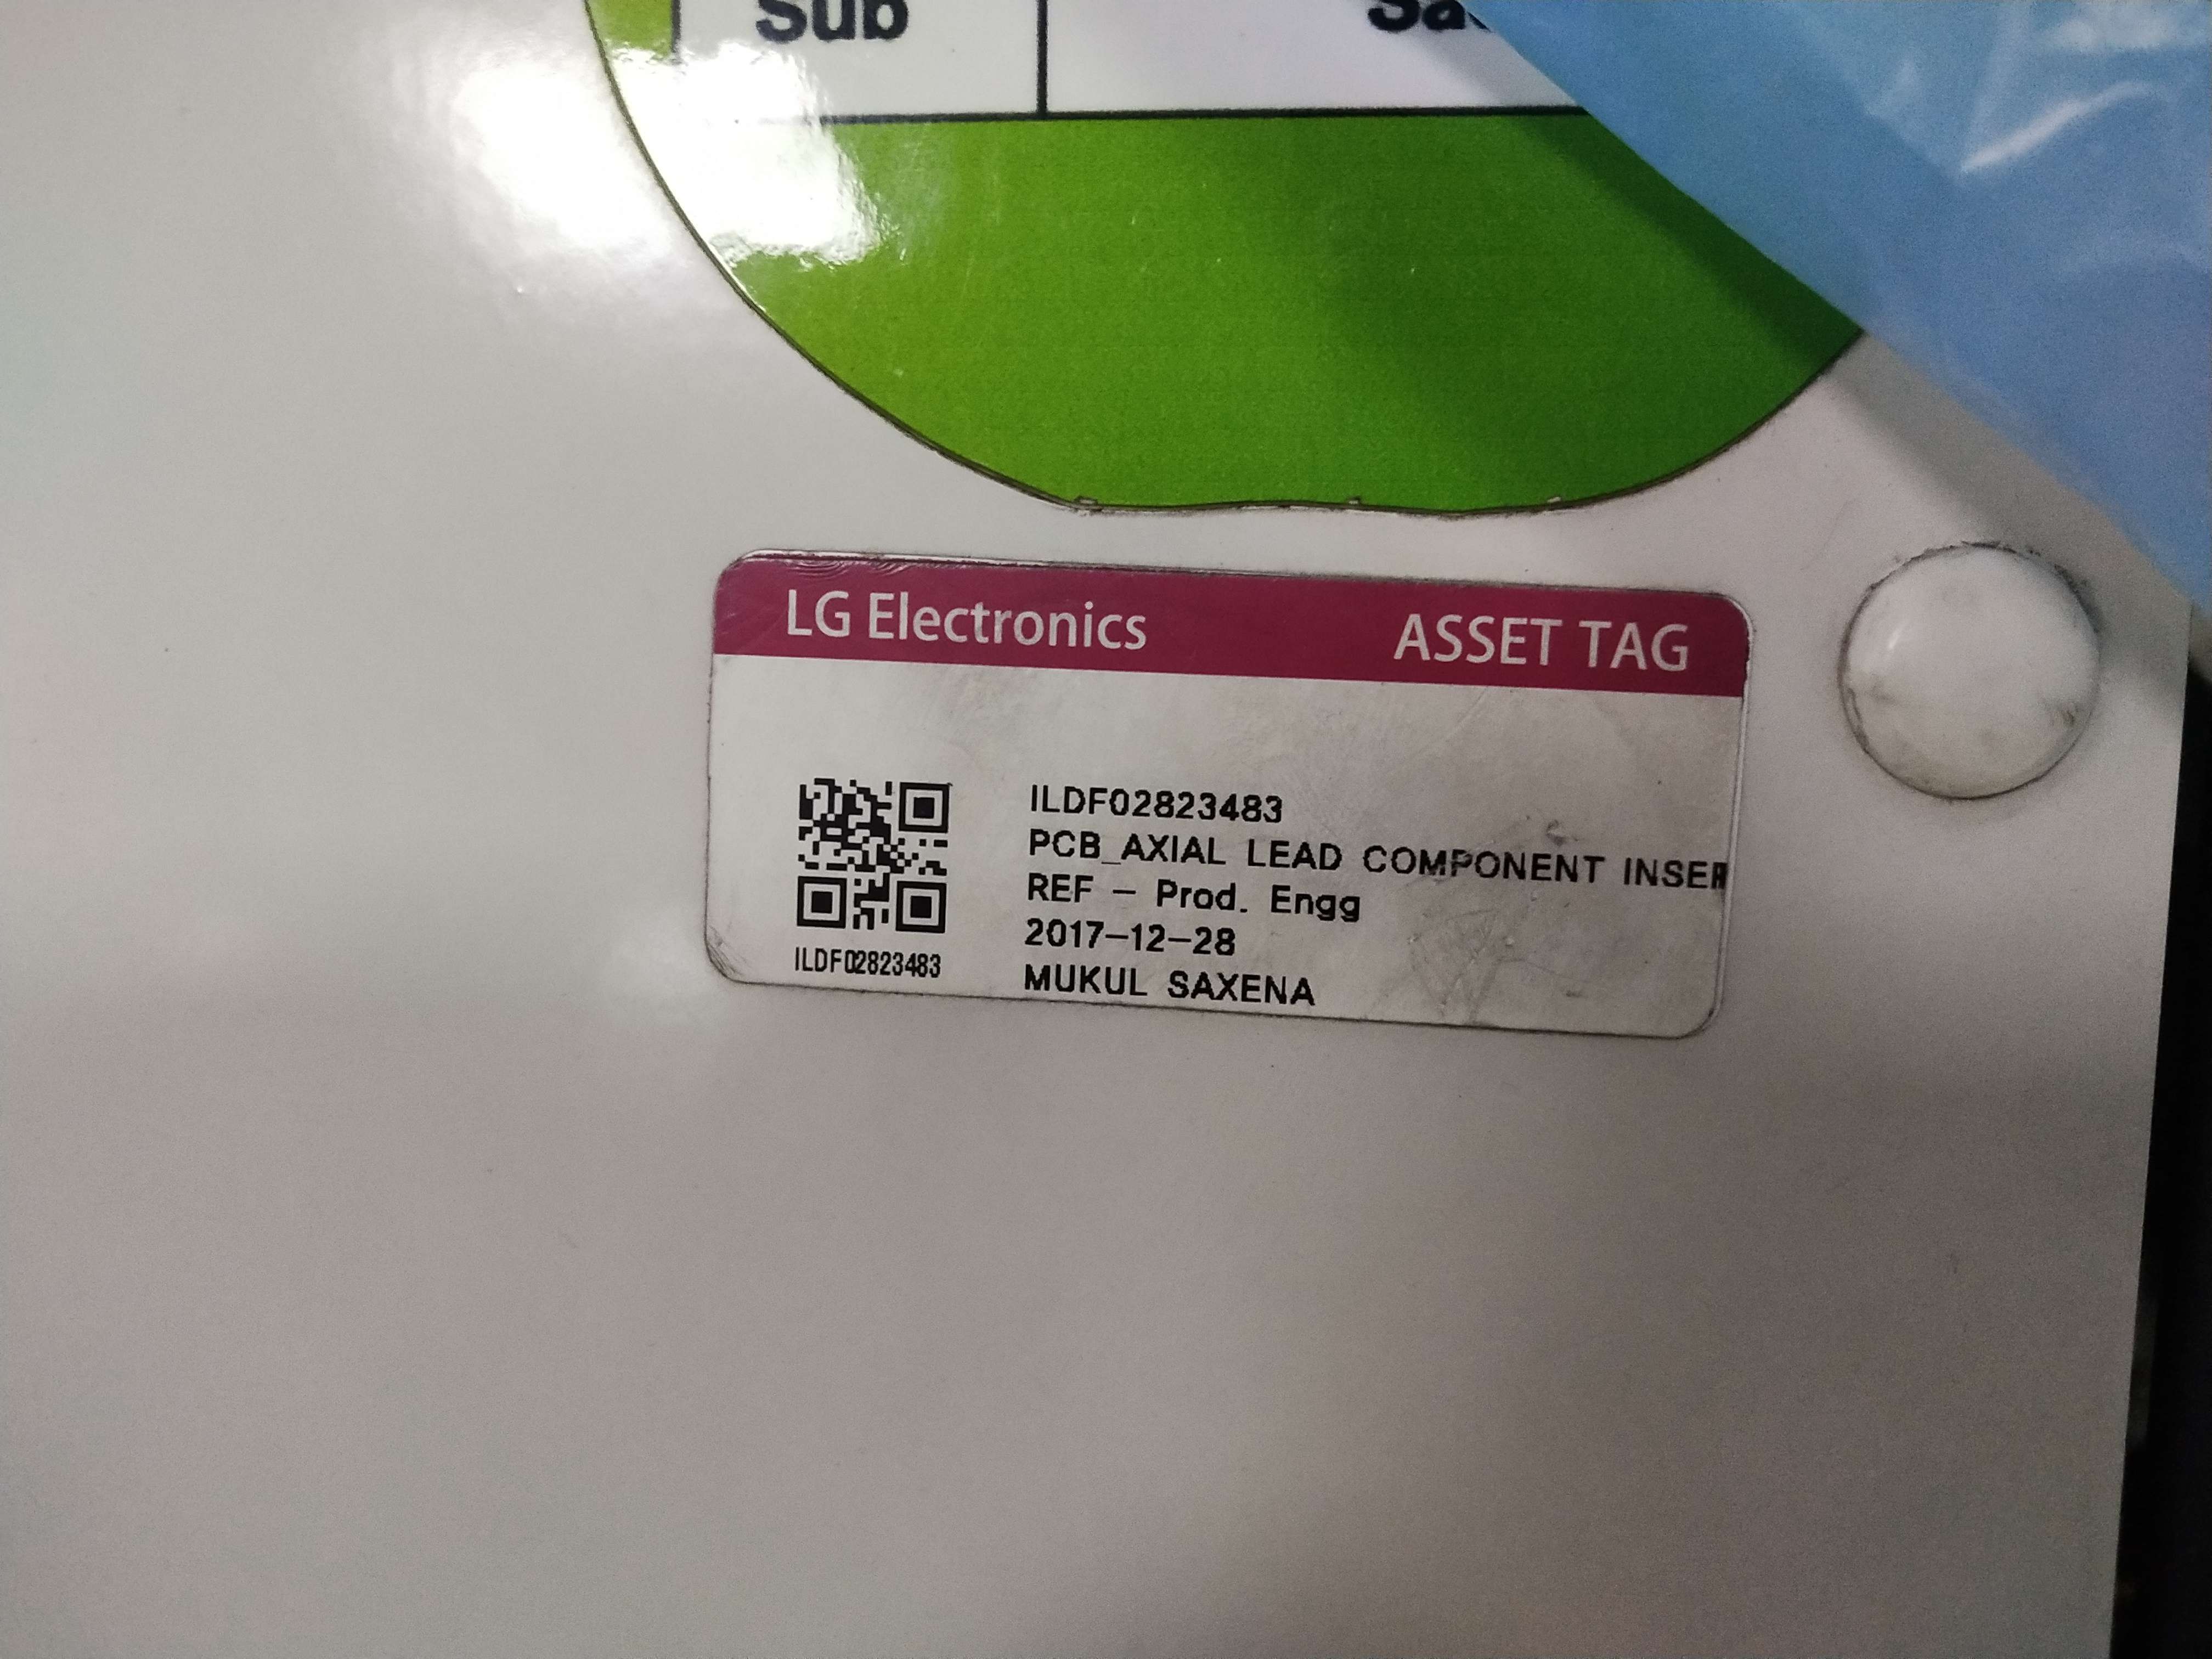 Sub
LG Electronics ASSET TAG
ILDF02823483
PCB_AXIAL LEAD COMPONENT INSER
REF - Prod. Engg
2017-12-28
MUKUL SAXENA
ILDF02823483